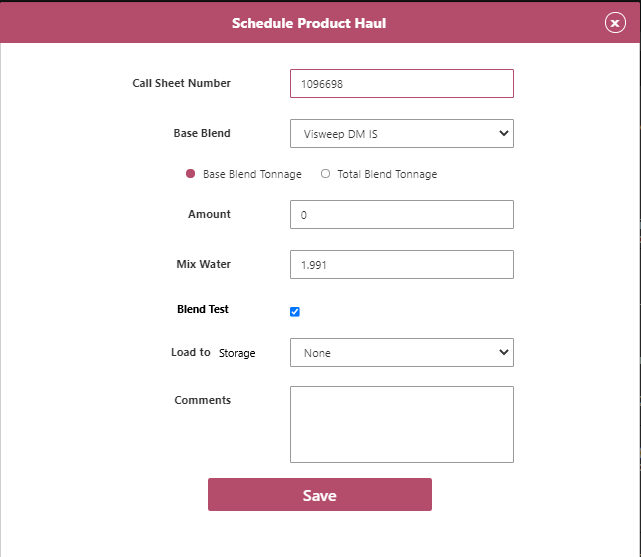 Schedule Product Haul
Call Sheet Number 1096698
Base Blend Visweep DM IS
Base Blend Tonnage Total Blend Tonnage
Amount 0
Mix Water 1.991
Blend Test
Load to Storage None
Comments
Save